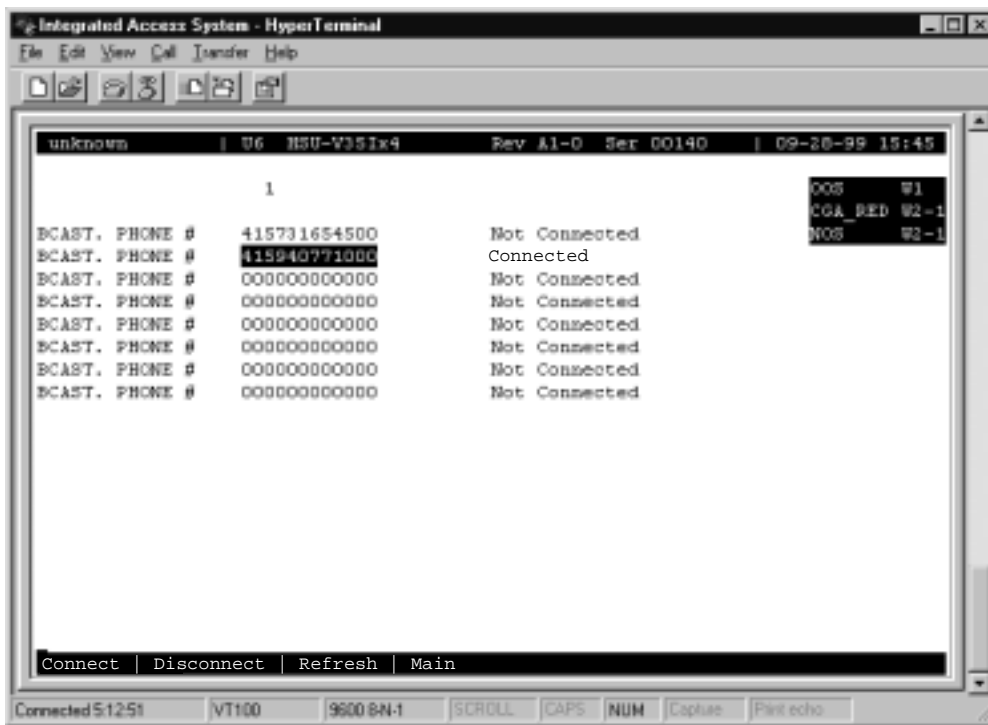 Integrated Access System - HyperTerminal
File Edit View Call Transfer Help
unknown | U6 HSU-V35Ix4 Rev A1-0 Ser 00140 | 09-28-99 15:45
1
OOS W1
CGA_RED W2-1
BCAST. PHONE # 415731654500 Not Connected NOS W2-1
BCAST. PHONE # 415940771000 Connected
BCAST. PHONE # 000000000000 Not Connected
BCAST. PHONE # 000000000000 Not Connected
BCAST. PHONE # 000000000000 Not Connected
BCAST. PHONE # 000000000000 Not Connected
BCAST. PHONE # 000000000000 Not Connected
BCAST. PHONE # 000000000000 Not Connected
Connect | Disconnect | Refresh | Main
Connected 5:12:51 VT100 9600 8-N-1 SCROLL CAPS NUM Capture Print echo